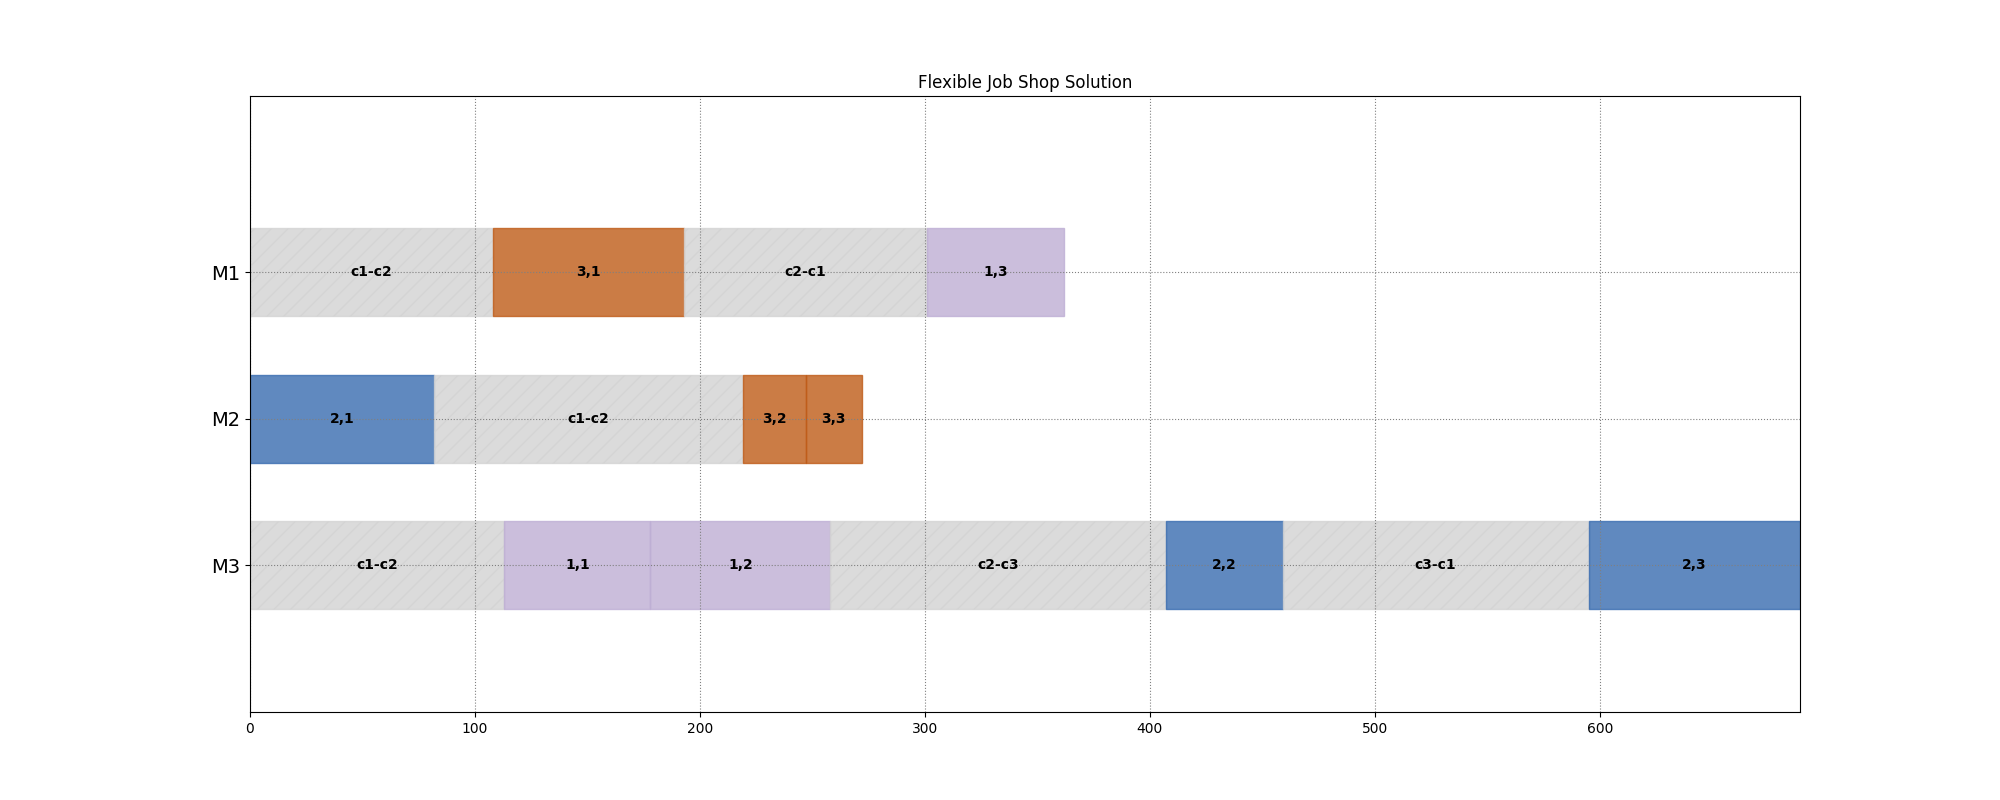 Flexible Job Shop Solution
M1
c1-c2
3,1
c2-c1
1,3
M2
2,1
c1-c2
3,2
3,3
M3
c1-c2
1,1
1,2
c2-c3
2,2
c3-c1
2,3
0
100
200
300
400
500
600